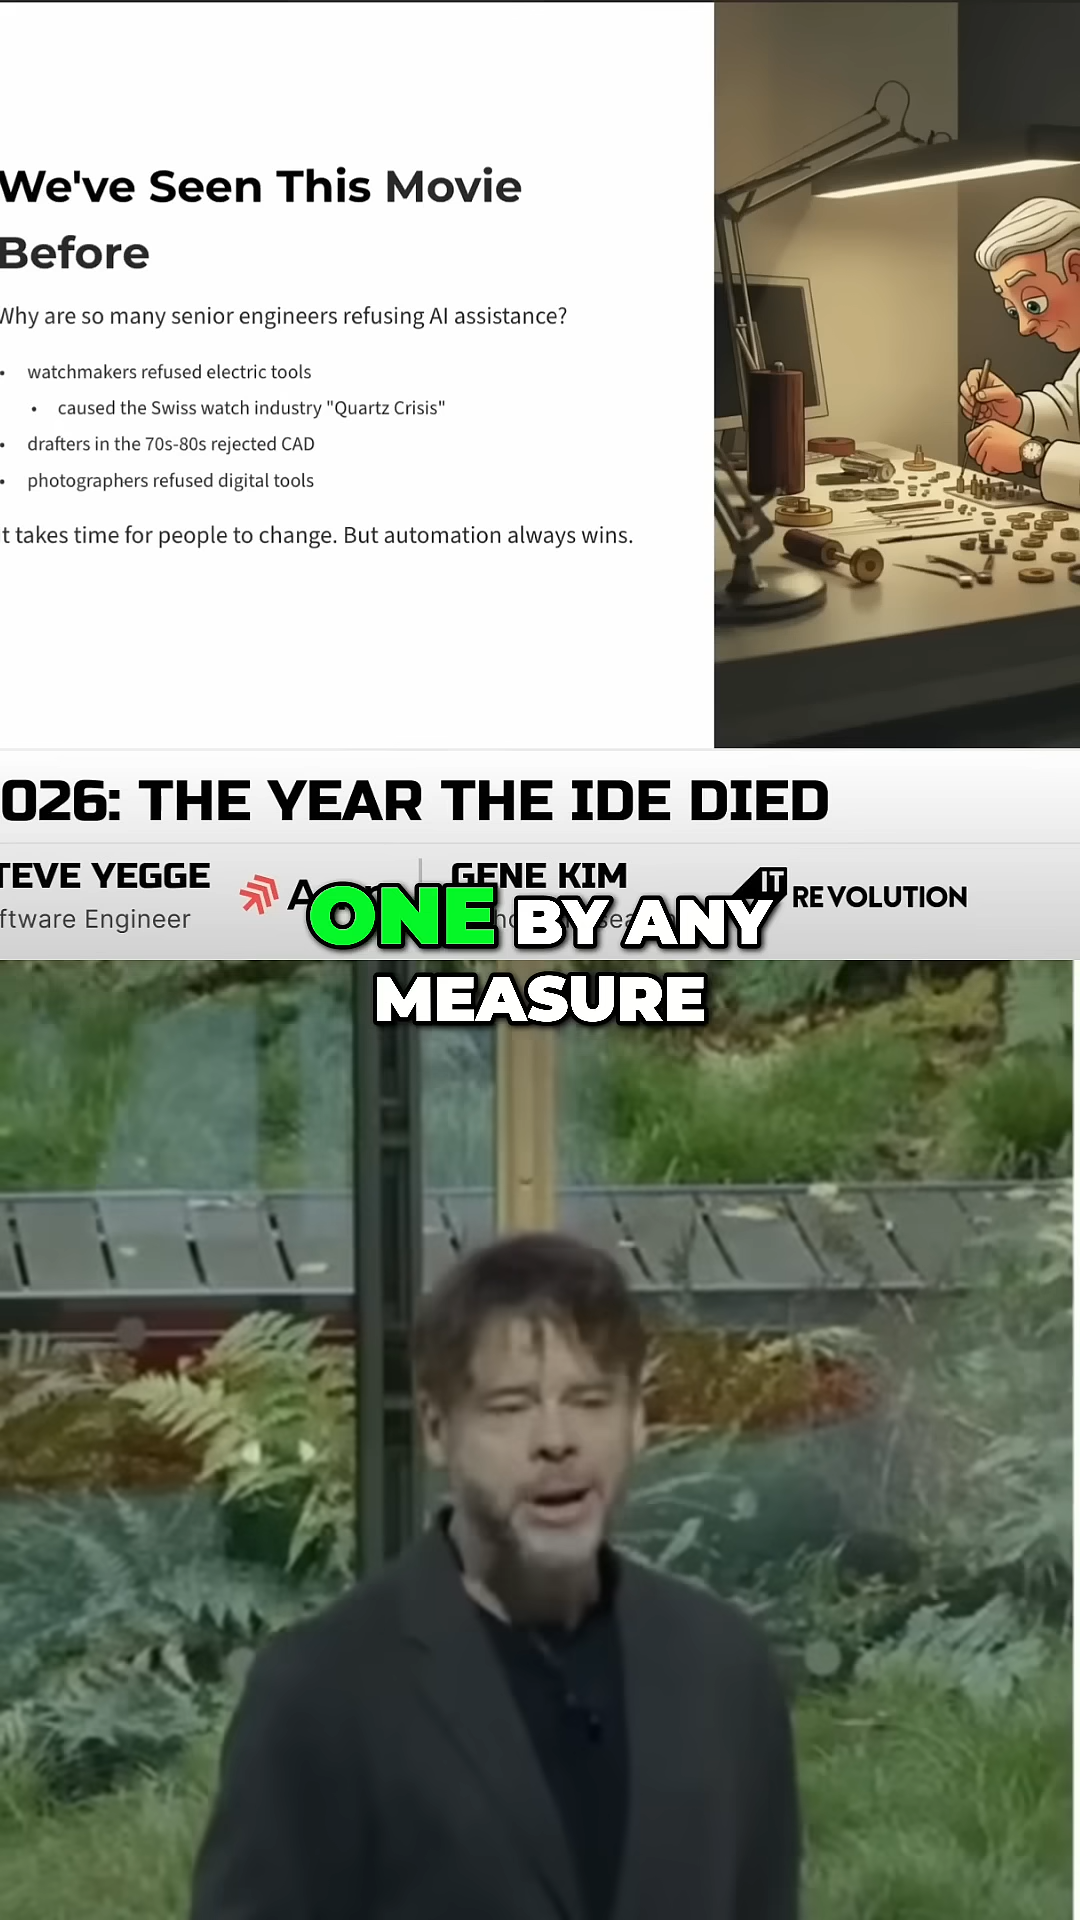 We've Seen This Movie
Before
Why are so many senior engineers refusing AI assistance?
• watchmakers refused electric tools
• caused the Swiss watch industry "Quartz Crisis"
• drafters in the 70s-80s rejected CAD
• photographers refused digital tools
t takes time for people to change. But automation always wins.
026: THE YEAR THE IDE DIED
TEVE YEGGE
GENE KIM
ftware Engineer
IT REVOLUTION
ONE BY ANY
MEASURE